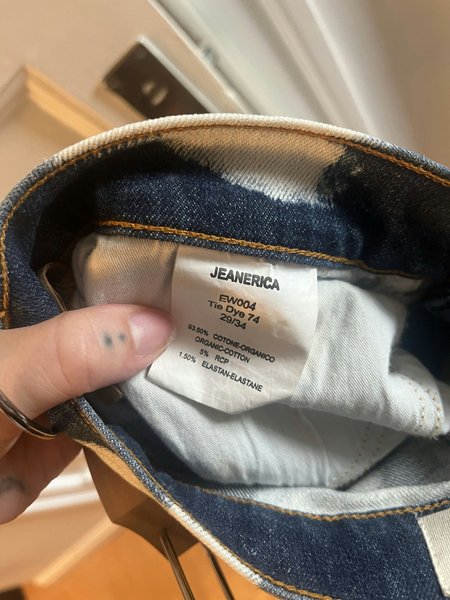 JEANERICA
EW004
Tie Dye 74
29/34
93.50% COTONE-ORGANICO
ORGANIC-COTTON
5% RCP
1.50% ELASTAN-ELASTANE